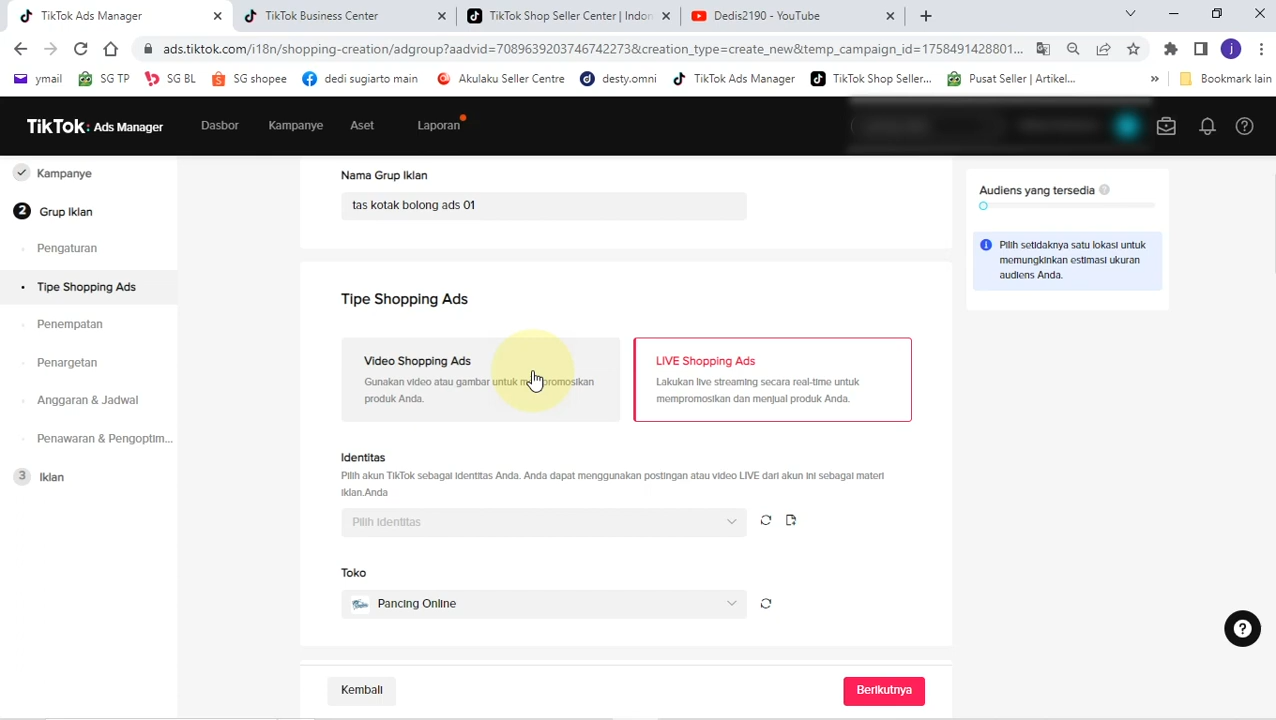 TikTok Ads Manager
TikTok Business Center
TikTok Shop Seller Center | Indon
Dedis2190 - YouTube
ads.tiktok.com/i18n/shopping-creation/adgroup?aadvid=7089639203746742273&creation_type=create_new&temp_campaign_id=1758491428801...
j
ymail
SG TP
SG BL
SG shopee
dedi sugiarto main
Akulaku Seller Centre
desty.omni
TikTok Ads Manager
TikTok Shop Seller...
Pusat Seller | Artikel...
»
Bookmark lain
TikTok: Ads Manager
Dasbor
Kampanye
Aset
Laporan
Kampanye
2 Grup Iklan
Pengaturan
Tipe Shopping Ads
Penempatan
Penargetan
Anggaran & Jadwal
Penawaran & Pengoptim...
3 Iklan
Nama Grup Iklan
tas kotak bolong ads 01
Tipe Shopping Ads
Video Shopping Ads
Gunakan video atau gambar untuk mempromosikan
produk Anda.
LIVE Shopping Ads
Lakukan live streaming secara real-time untuk
mempromosikan dan menjual produk Anda.
Identitas
Pilih akun TikTok sebagai identitas Anda. Anda dapat menggunakan postingan atau video LIVE dari akun ini sebagai materi
iklan.Anda
Pilih identitas
Toko
Pancing Online
Kembali
Berikutnya
Audiens yang tersedia
Pilih setidaknya satu lokasi untuk
memungkinkan estimasi ukuran
audiens Anda.